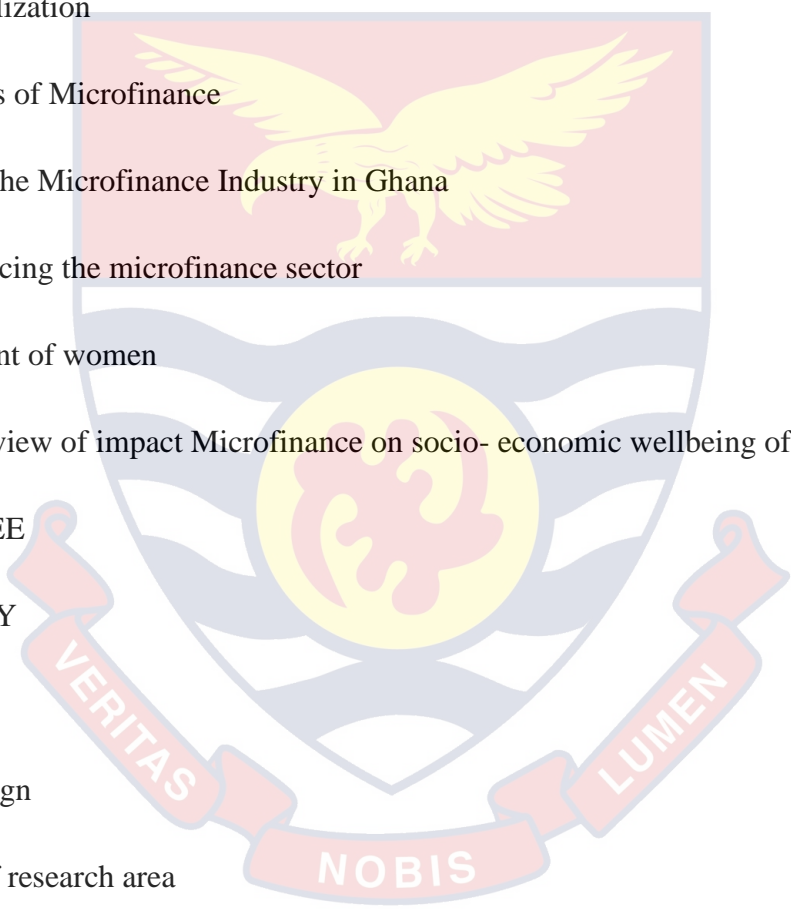 lization
s of Microfinance
he Microfinance Industry in Ghana
cing the microfinance sector
nt of women
view of impact Microfinance on socio- economic wellbeing of
EE
Y
gn
f research area
VERITAS
NOBIS
LUMEN